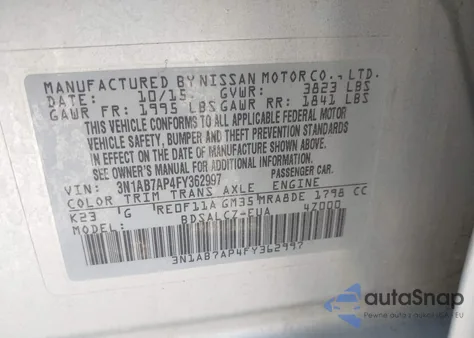 MANUFACTURED BY NISSAN MOTOR CO., LTD.
DATE: 10/15 GVWR: 3823 LBS
GAWR FR: 1995 LBS GAWR RR: 1841 LBS
THIS VEHICLE CONFORMS TO ALL APPLICABLE FEDERAL MOTOR
VEHICLE SAFETY, BUMPER AND THEFT PREVENTION STANDARDS
IN EFFECT ON THE DATE OF MANUFACTURE SHOWN ABOVE.
SEE OWNER'S MANUAL FOR ADDITIONAL INFORMATION.
VIN: 3N1AB7AP4FY362997 PASSENGER CAR.
COLOR TRIM TRANS AXLE ENGINE
K23 G RE0F11A GM35 MRA8DE 1798 CC
MODEL: BDSALCZ-EUA 47000
3N1AB7AP4FY362997
autoSnap